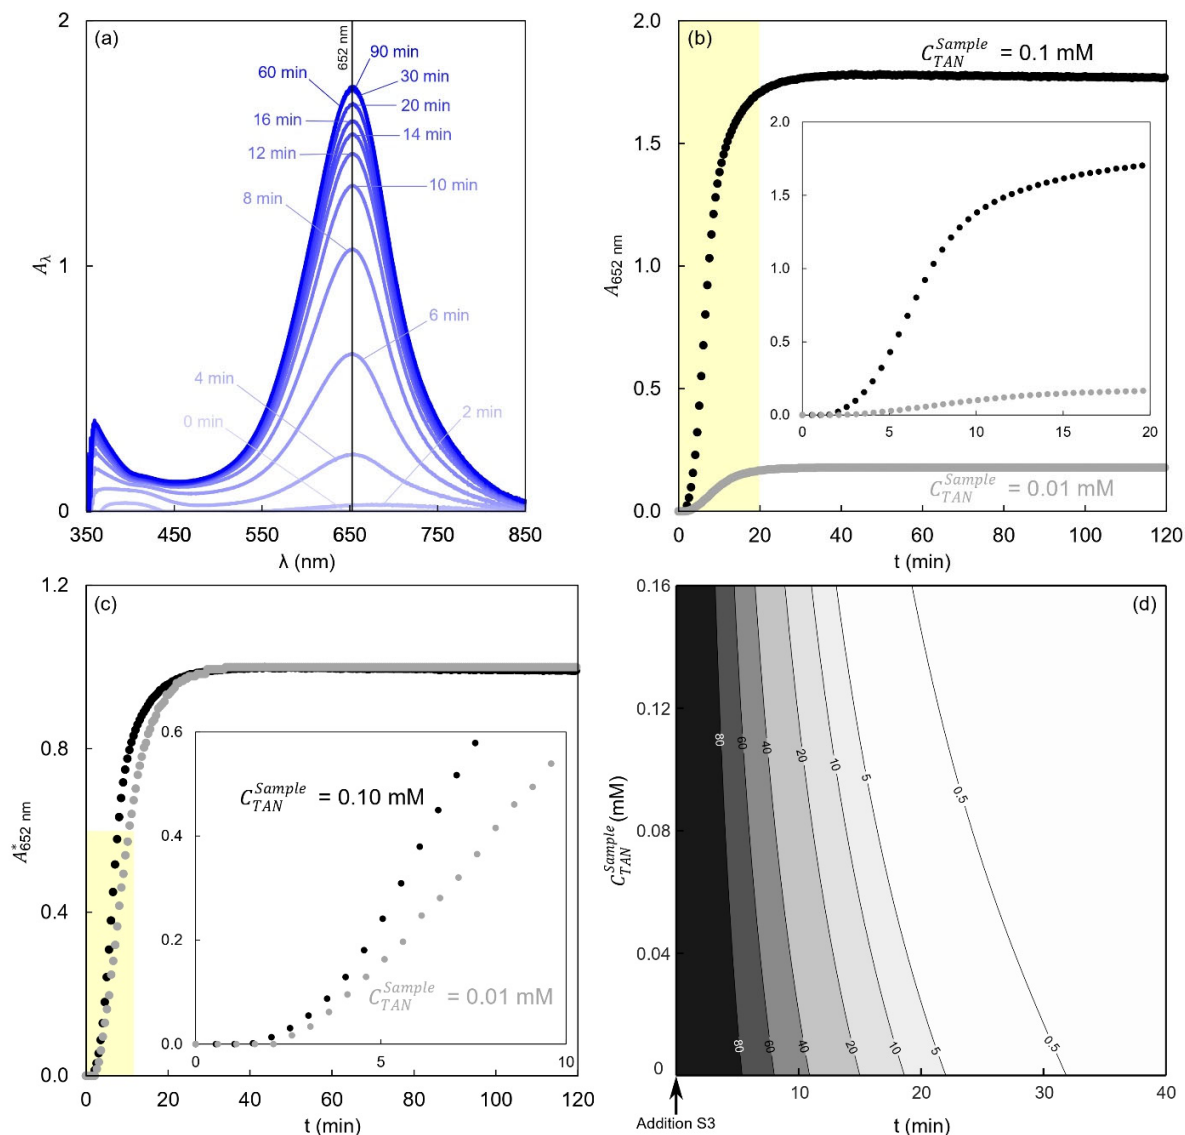 (a)
652 nm
90 min
60 min
30 min
20 min
16 min
14 min
12 min
10 min
8 min
6 min
4 min
2 min
0 min
2
1
0
A_λ
350 450 550 650 750 850
λ (nm)
(b)
C_TAN^Sample = 0.1 mM
2.0
1.5
1.0
0.5
0.0
A_652 nm
2.0
1.5
1.0
0.5
0.0
0 5 10 15 20
C_TAN^Sample = 0.01 mM
0 20 40 60 80 100 120
t (min)
(c)
1.2
0.8
0.4
0.0
A*_652 nm
0.6
0.4
0.2
0.0
C_TAN^Sample = 0.10 mM
C_TAN^Sample = 0.01 mM
0 5 10
0 20 40 60 80 100 120
t (min)
(d)
0.16
0.12
0.08
0.04
0
C_TAN^Sample (mM)
80 60 40 20 10 5 0.5
80 60 40 20 10 5 0.5
10 20 30 40
Addition S3
t (min)